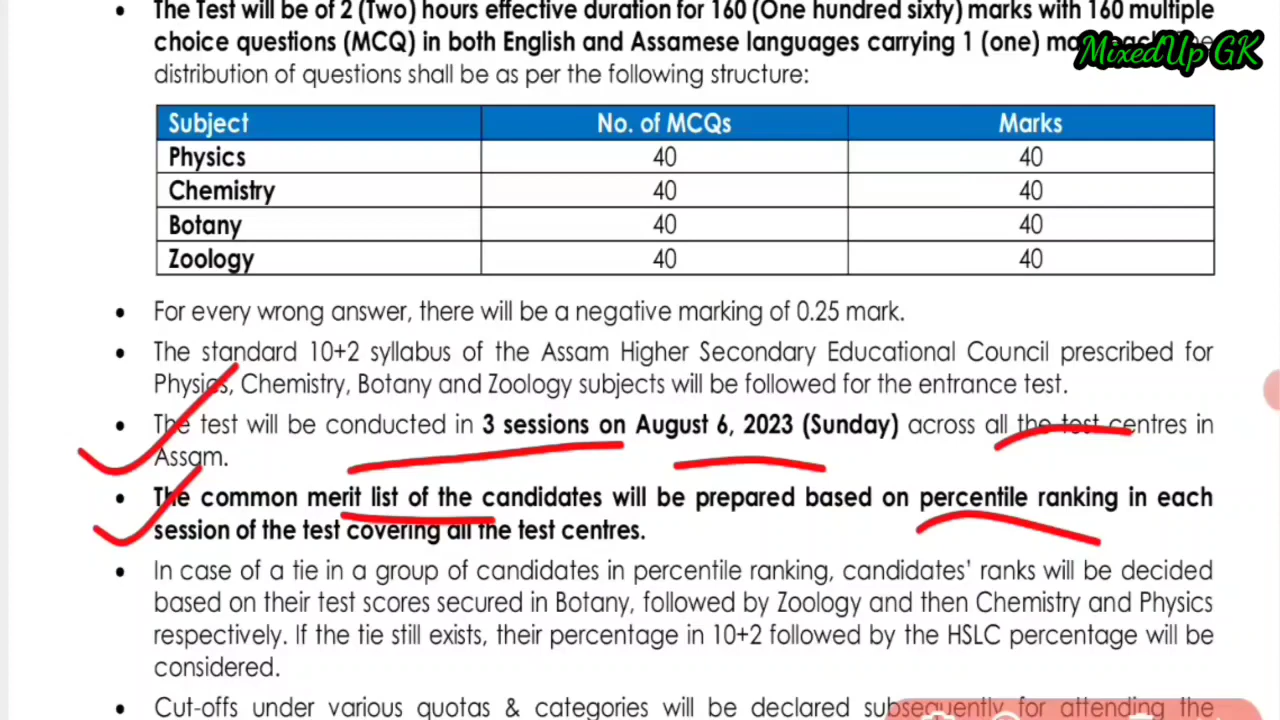 • The Test will be of 2 (Two) hours effective duration for 160 (One hundred sixty) marks with 160 multiple
choice questions (MCQ) in both English and Assamese languages carrying 1 (one)
MixedUp GK
distribution of questions shall be as per the following structure:
Subject No. of MCQs Marks
Physics 40 40
Chemistry 40 40
Botany 40 40
Zoology 40 40
• For every wrong answer, there will be a negative marking of 0.25 mark.
• The standard 10+2 syllabus of the Assam Higher Secondary Educational Council prescribed for
Physics, Chemistry, Botany and Zoology subjects will be followed for the entrance test.
• The test will be conducted in 3 sessions on August 6, 2023 (Sunday) across all the test centres in
Assam.
• The common merit list of the candidates will be prepared based on percentile ranking in each
session of the test covering all the test centres.
• In case of a tie in a group of candidates in percentile ranking, candidates' ranks will be decided
based on their test scores secured in Botany, followed by Zoology and then Chemistry and Physics
respectively. If the tie still exists, their percentage in 10+2 followed by the HSLC percentage will be
considered.
• Cut-offs under various quotas & categories will be declared subsequently for attending the